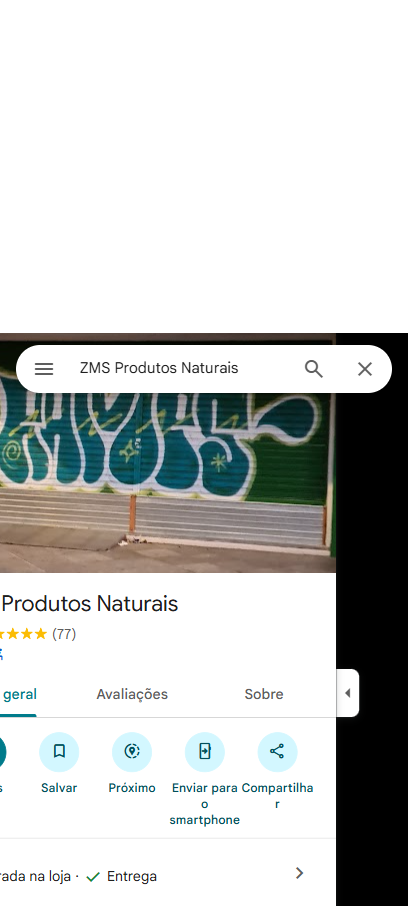 ZMS Produtos Naturais
Produtos Naturais
(77)
geral
Avaliações
Sobre
s
Salvar
Próximo
Enviar para o smartphone
Compartilhar
rada na loja · Entrega